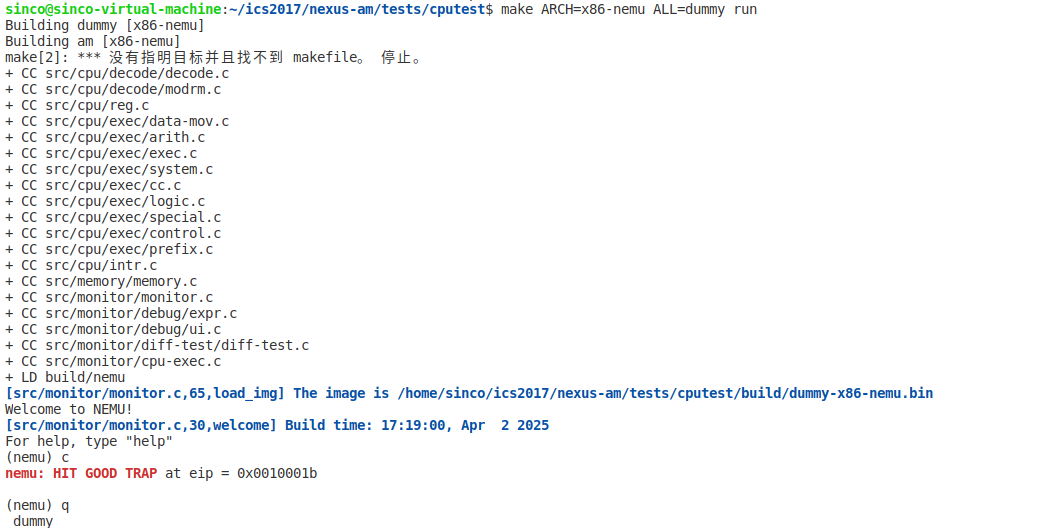 sinco@sinco-virtual-machine:~/ics2017/nexus-am/tests/cputest$ make ARCH=x86-nemu ALL=dummy run
Building dummy [x86-nemu]
Building am [x86-nemu]
make[2]: *** 没有指明目标并且找不到 makefile。 停止。
+ CC src/cpu/decode/decode.c
+ CC src/cpu/decode/modrm.c
+ CC src/cpu/reg.c
+ CC src/cpu/exec/data-mov.c
+ CC src/cpu/exec/arith.c
+ CC src/cpu/exec/exec.c
+ CC src/cpu/exec/system.c
+ CC src/cpu/exec/cc.c
+ CC src/cpu/exec/logic.c
+ CC src/cpu/exec/special.c
+ CC src/cpu/exec/control.c
+ CC src/cpu/exec/prefix.c
+ CC src/cpu/intr.c
+ CC src/memory/memory.c
+ CC src/monitor/monitor.c
+ CC src/monitor/debug/expr.c
+ CC src/monitor/debug/ui.c
+ CC src/monitor/diff-test/diff-test.c
+ CC src/monitor/cpu-exec.c
+ LD build/nemu
[src/monitor/monitor.c,65,load_img] The image is /home/sinco/ics2017/nexus-am/tests/cputest/build/dummy-x86-nemu.bin
Welcome to NEMU!
[src/monitor/monitor.c,30,welcome] Build time: 17:19:00, Apr  2 2025
For help, type "help"
(nemu) c
nemu: HIT GOOD TRAP at eip = 0x0010001b
(nemu) q
dummy